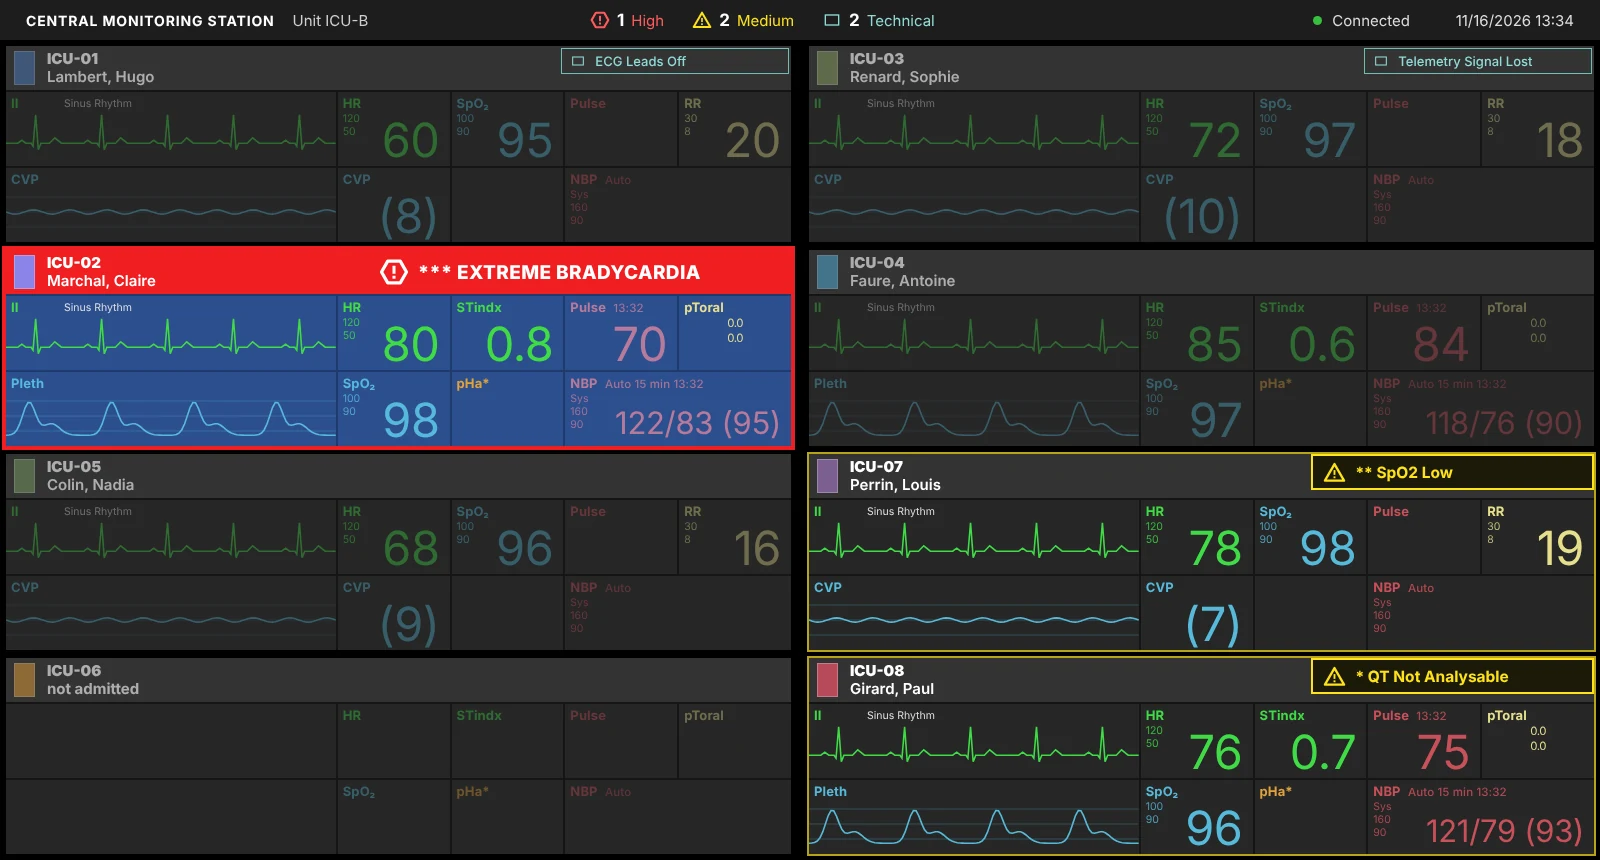 CENTRAL MONITORING STATION Unit ICU-B 1 High 2 Medium 2 Technical Connected 11/16/2026 13:34
ICU-01
Lambert, Hugo
ECG Leads Off
II Sinus Rhythm
HR 120 50 60
SpO₂ 100 90 95
Pulse
RR 30 8 20
CVP
CVP (8)
NBP Auto
Sys
160
90
ICU-03
Renard, Sophie
Telemetry Signal Lost
II Sinus Rhythm
HR 120 50 72
SpO₂ 100 90 97
Pulse
RR 30 8 18
CVP
CVP (10)
NBP Auto
Sys
160
90
ICU-02
Marchal, Claire
*** EXTREME BRADYCARDIA
II Sinus Rhythm
HR 120 50 80
STindx 0.8
Pulse 13:32 70
pToral
0.0
0.0
Pleth
SpO₂ 100 90 98
pHa*
NBP Auto 15 min 13:32
Sys
160
90
122/83 (95)
ICU-04
Faure, Antoine
II Sinus Rhythm
HR 120 50 85
STindx 0.6
Pulse 13:32 84
pToral
0.0
0.0
Pleth
SpO₂ 100 90 97
pHa*
NBP Auto 15 min 13:32
Sys
160
90
118/76 (90)
ICU-05
Colin, Nadia
II Sinus Rhythm
HR 120 50 68
SpO₂ 100 90 96
Pulse
RR 30 8 16
CVP
CVP (9)
NBP Auto
Sys
160
90
ICU-07
Perrin, Louis
** SpO2 Low
II Sinus Rhythm
HR 120 50 78
SpO₂ 100 90 98
Pulse
RR 30 8 19
CVP
CVP (7)
NBP Auto
Sys
160
90
ICU-06
not admitted
HR
STindx
Pulse
pToral
SpO₂
pHa*
NBP Auto
ICU-08
Girard, Paul
* QT Not Analysable
II Sinus Rhythm
HR 120 50 76
STindx 0.7
Pulse 13:32 75
pToral
0.0
0.0
Pleth
SpO₂ 100 90 96
pHa*
NBP Auto 15 min 13:32
Sys
160
90
121/79 (93)